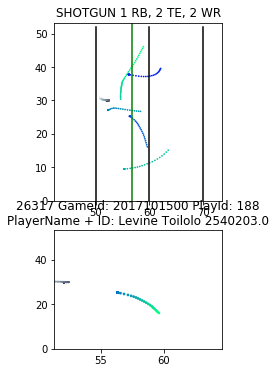 SHOTGUN 1 RB, 2 TE, 2 WR
50
40
30
20
10
0
50 60 70
2631 GameId: 2017101500 PlayId: 188
PlayerName + ID: Levine Toilolo 2540203.0
40
20
0
55 60